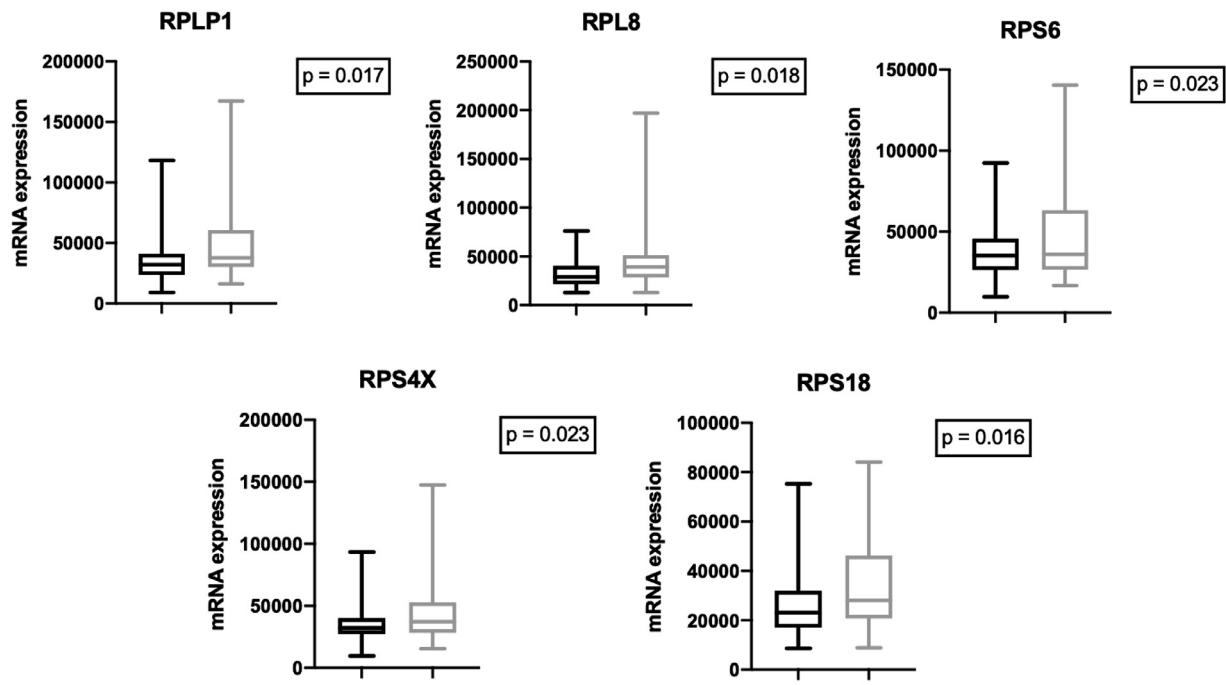 RPLP1
200000
150000
100000
50000
0
mRNA expression
p = 0.017
RPL8
250000
200000
150000
100000
50000
0
mRNA expression
p = 0.018
RPS6
150000
100000
50000
0
mRNA expression
p = 0.023
RPS4X
200000
150000
100000
50000
0
mRNA expression
p = 0.023
RPS18
100000
80000
60000
40000
20000
0
mRNA expression
p = 0.016